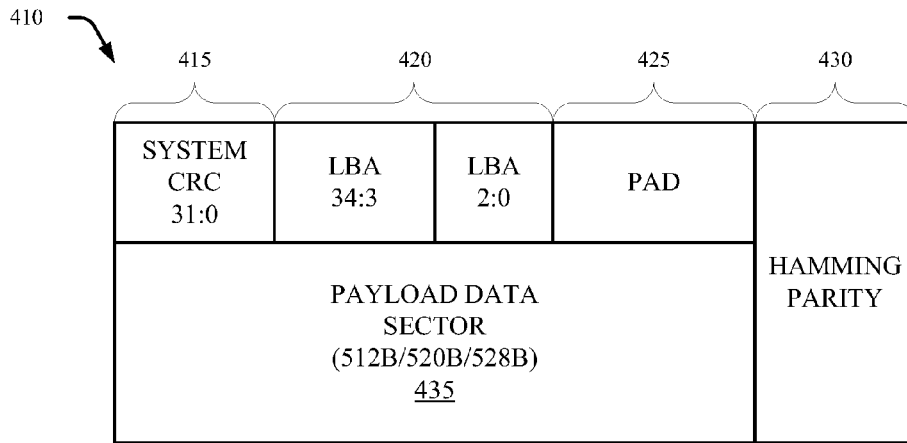 410
415
420
425
430
SYSTEM
CRC
31:0
LBA
34:3
LBA
2:0
PAD
HAMMING
PARITY
PAYLOAD DATA
SECTOR
(512B/520B/528B)
435